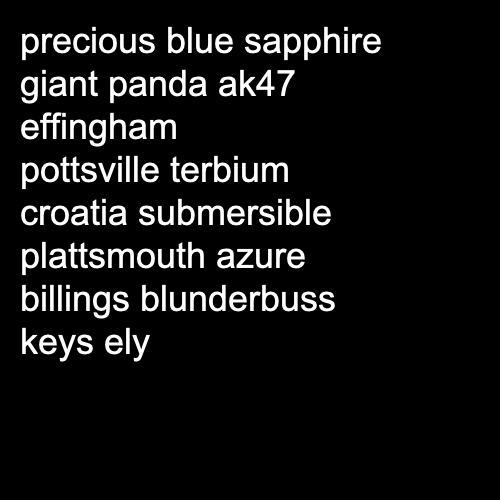 precious blue sapphire
giant panda ak47
effingham
pottsville terbium
croatia submersible
plattsmouth azure
billings blunderbuss
keys ely